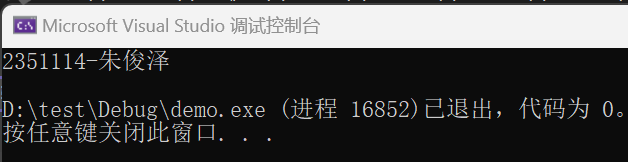 Microsoft Visual Studio 调试控制台
2351114-朱俊泽
D:\test\Debug\demo.exe (进程 16852)已退出，代码为 0。
按任意键关闭此窗口. . .